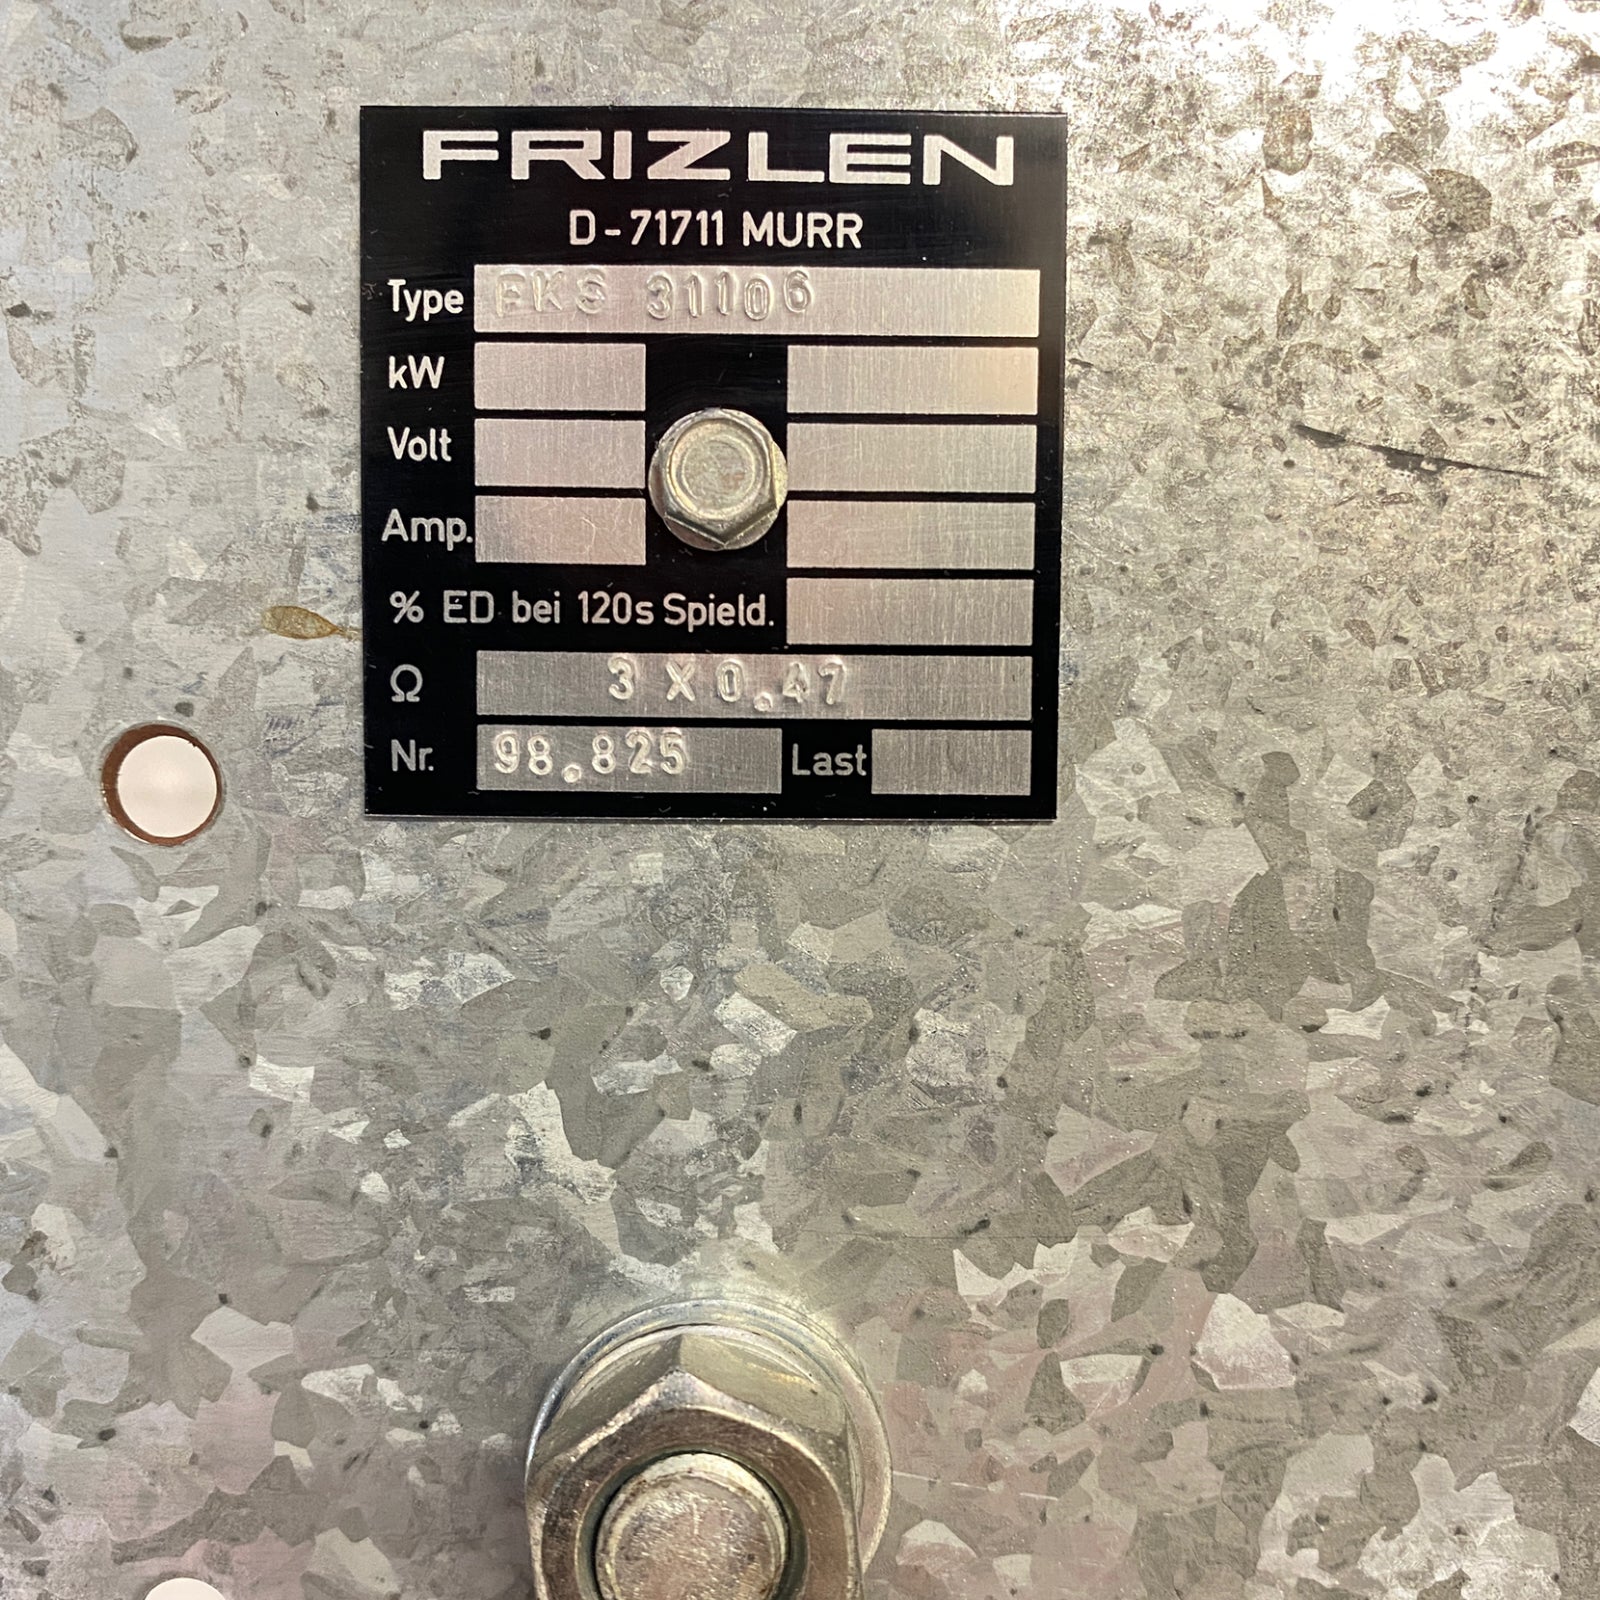 FRIZLEN
D-71711 MURR
Type FKS 31106
kW
Volt
Amp.
% ED bei 120s Spield.
Ω 3 X 0.47
Nr. 98.825 Last